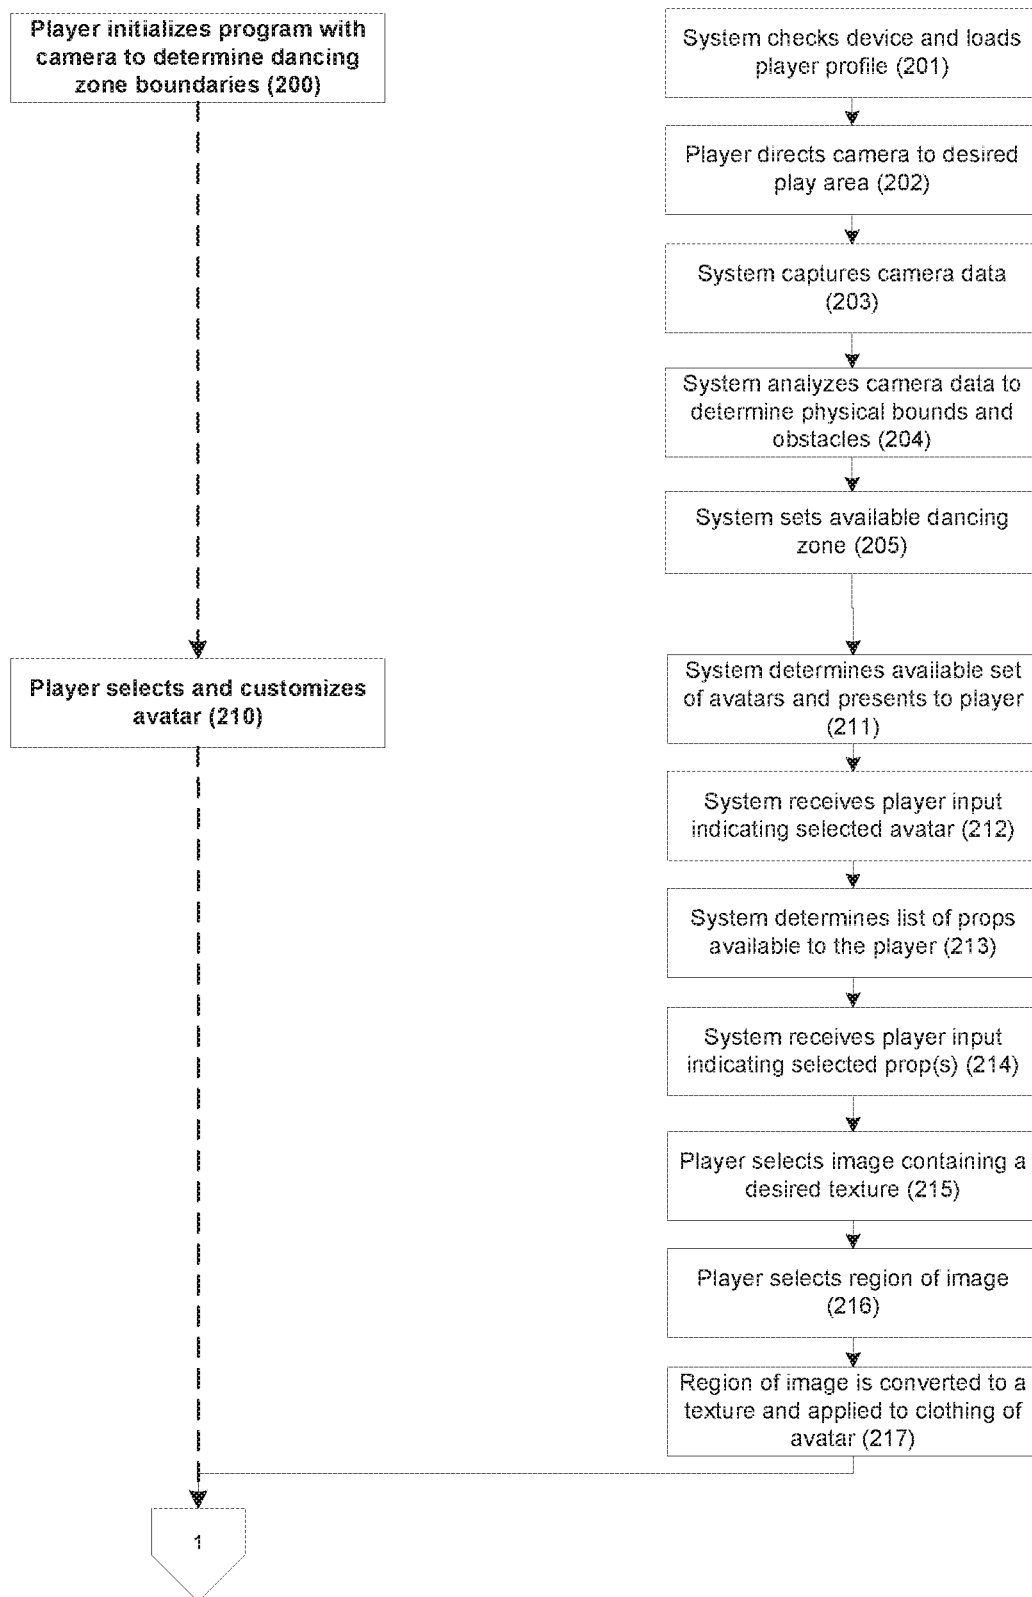 Player initializes program with
camera to determine dancing
zone boundaries (200)
System checks device and loads
player profile (201)
Player directs camera to desired
play area (202)
System captures camera data
(203)
System analyzes camera data to
determine physical bounds and
obstacles (204)
System sets available dancing
zone (205)
Player selects and customizes
avatar (210)
System determines available set
of avatars and presents to player
(211)
System receives player input
indicating selected avatar (212)
System determines list of props
available to the player (213)
System receives player input
indicating selected prop(s) (214)
Player selects image containing a
desired texture (215)
Player selects region of image
(216)
Region of image is converted to a
texture and applied to clothing of
avatar (217)
1